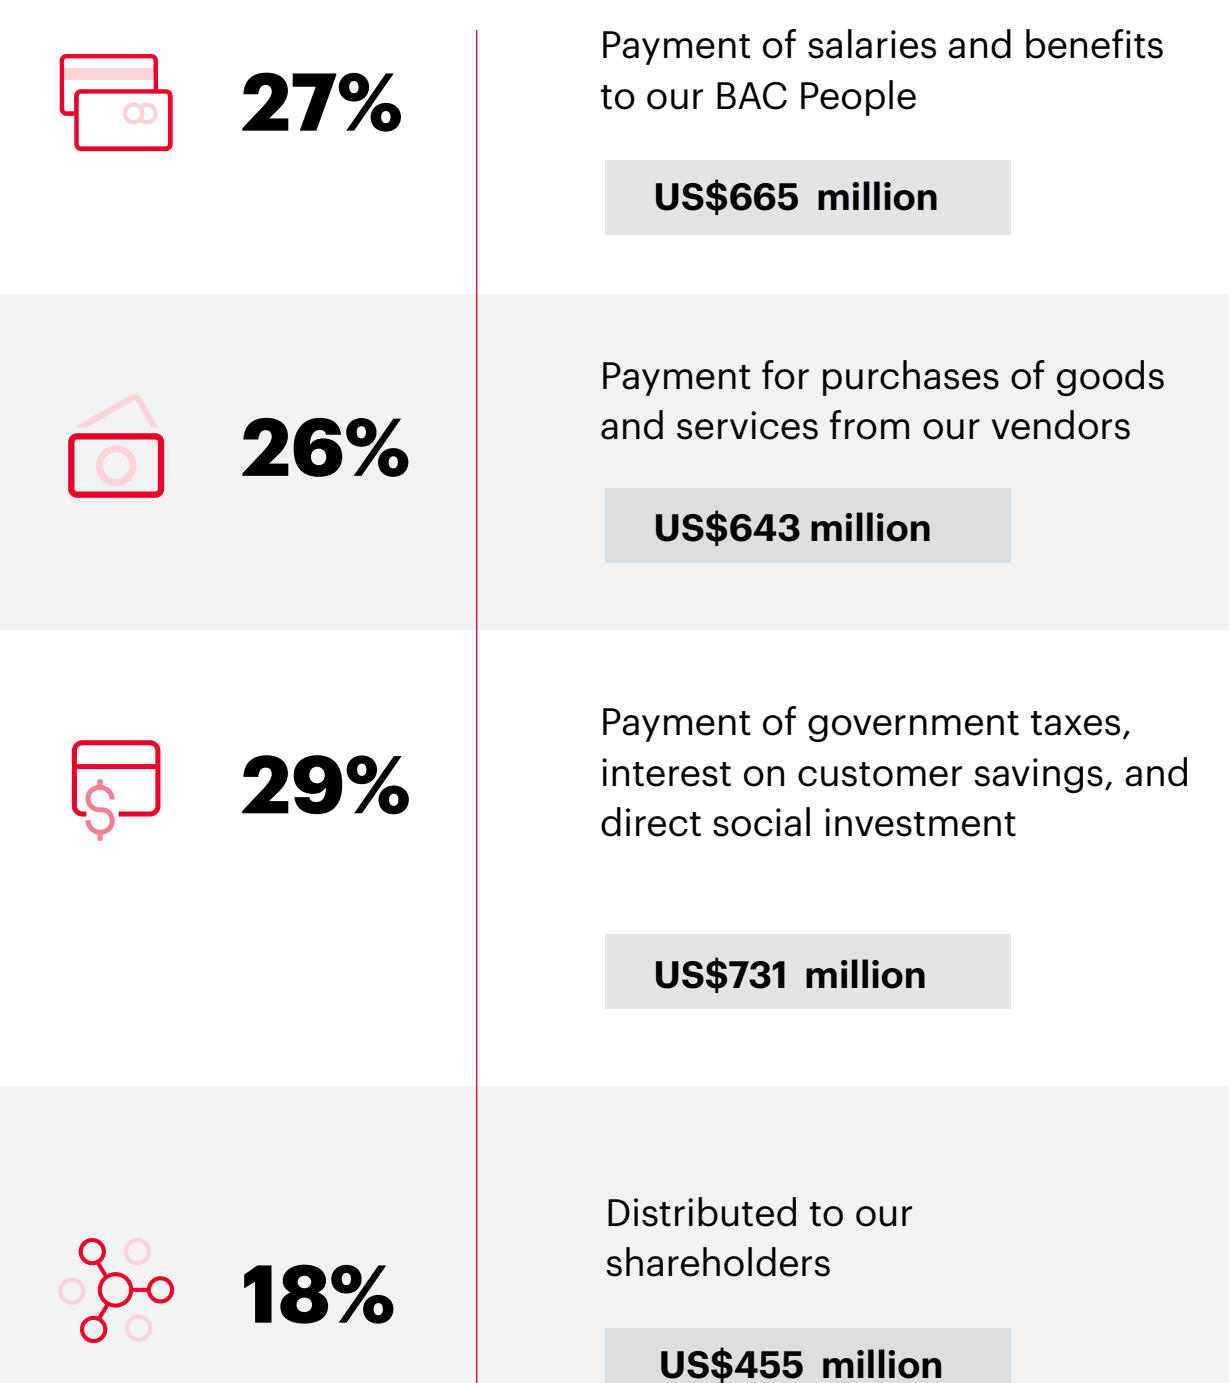 27%
Payment of salaries and benefits
to our BAC People
US$665 million
26%
Payment for purchases of goods
and services from our vendors
US$643 million
29%
Payment of government taxes,
interest on customer savings, and
direct social investment
US$731 million
18%
Distributed to our
shareholders
US$455 million